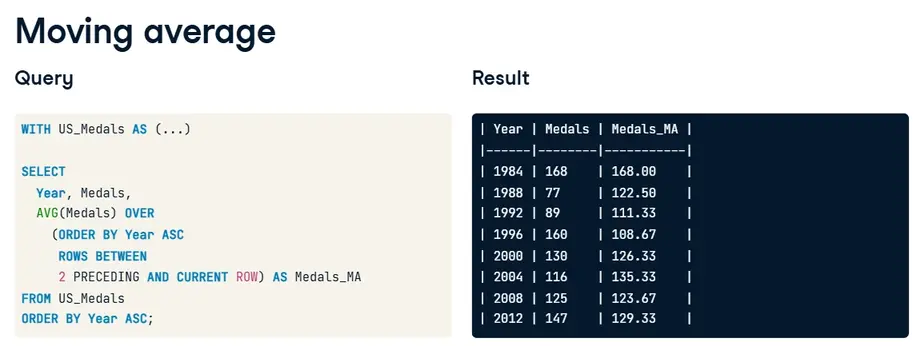 Moving average
Query
WITH US_Medals AS (...)
SELECT
Year, Medals,
AVG(Medals) OVER
(ORDER BY Year ASC
ROWS BETWEEN
2 PRECEDING AND CURRENT ROW) AS Medals_MA
FROM US_Medals
ORDER BY Year ASC;
Result
| Year | Medals | Medals_MA |
|------|--------|-----------|
| 1984 | 168 | 168.00 |
| 1988 | 77 | 122.50 |
| 1992 | 89 | 111.33 |
| 1996 | 160 | 108.67 |
| 2000 | 130 | 126.33 |
| 2004 | 116 | 135.33 |
| 2008 | 125 | 123.67 |
| 2012 | 147 | 129.33 |